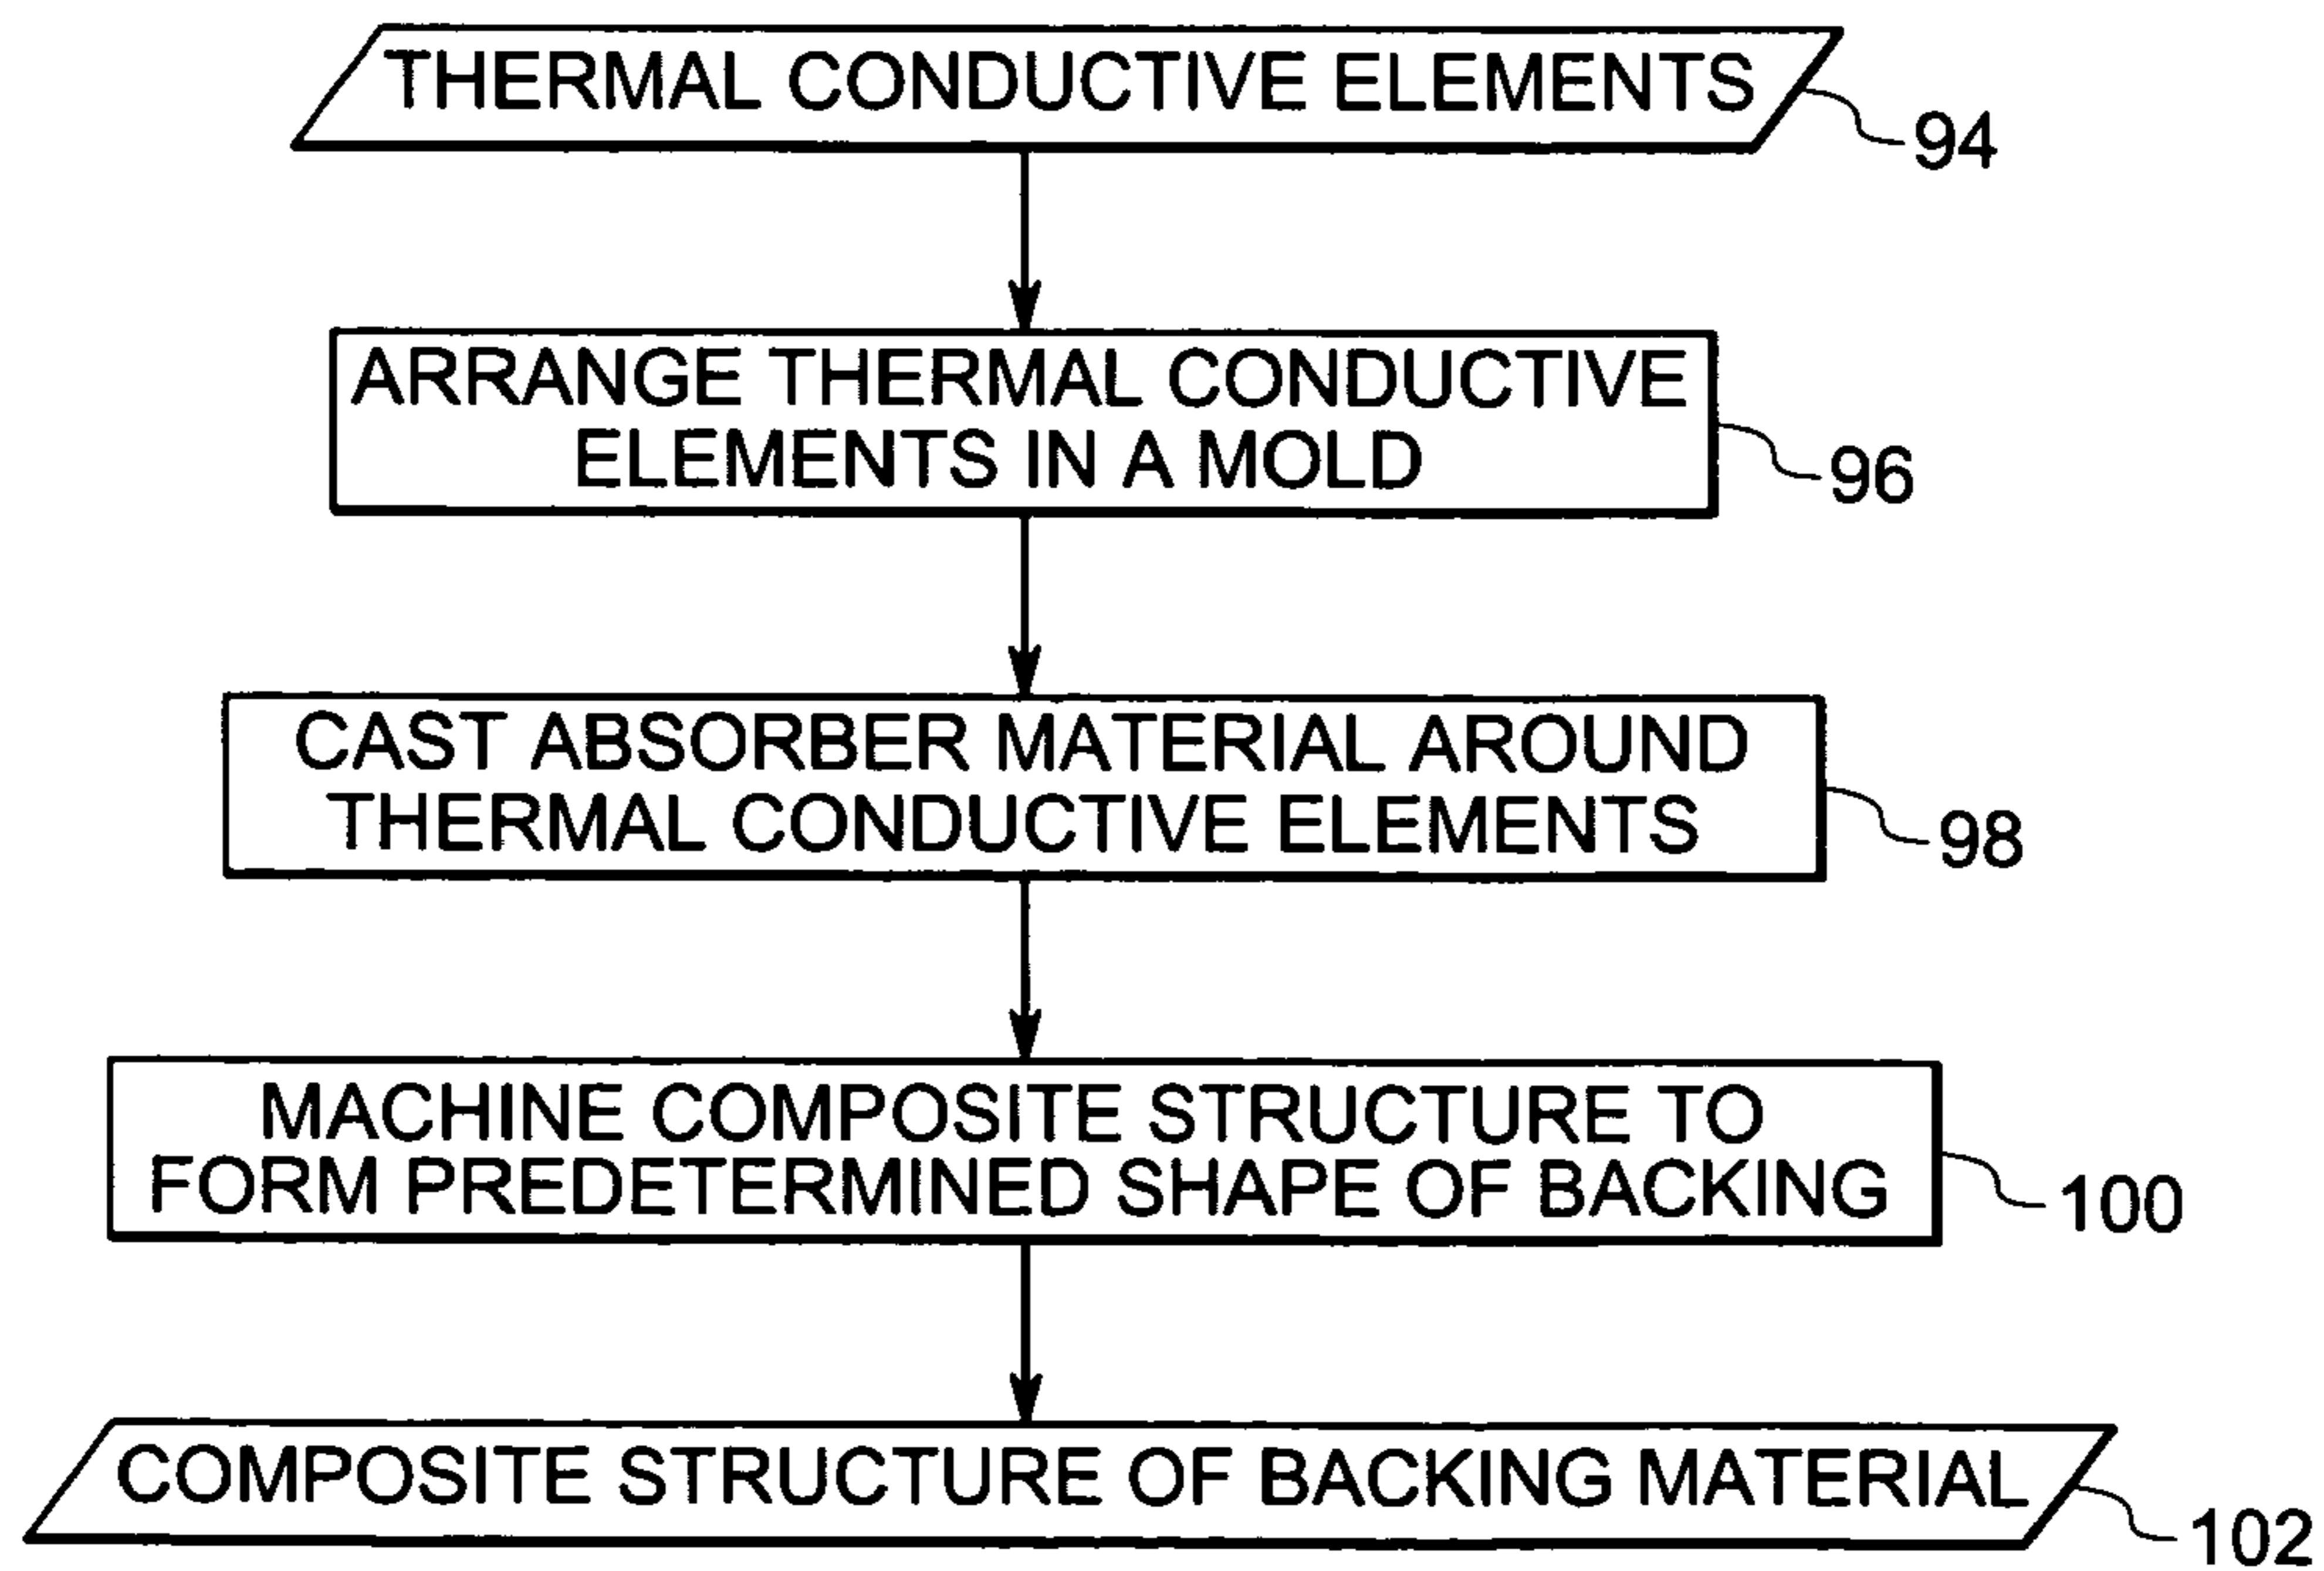 THERMAL CONDUCTIVE ELEMENTS
94
ARRANGE THERMAL CONDUCTIVE
ELEMENTS IN A MOLD
96
CAST ABSORBER MATERIAL AROUND
THERMAL CONDUCTIVE ELEMENTS
98
MACHINE COMPOSITE STRUCTURE TO
FORM PREDETERMINED SHAPE OF BACKING
100
COMPOSITE STRUCTURE OF BACKING MATERIAL
102